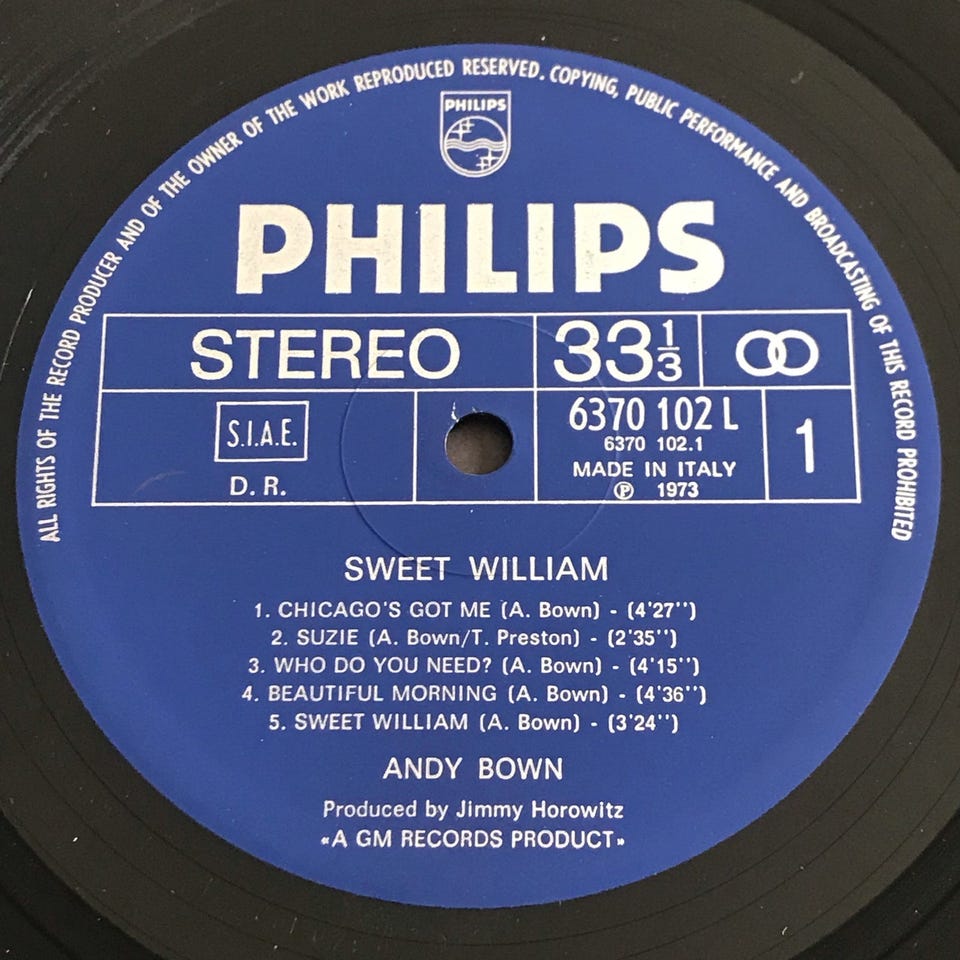 ALL RIGHTS OF THE RECORD PRODUCER AND OF THE OWNER OF THE WORK REPRODUCED RESERVED. COPYING, PUBLIC PERFORMANCE AND BROADCASTING OF THIS RECORD PROHIBITED
PHILIPS
PHILIPS
STEREO 33 1/3
S.I.A.E.
D. R.
6370 102 L
6370 102.1
MADE IN ITALY
℗ 1973
1
SWEET WILLIAM
1. CHICAGO'S GOT ME (A. Bown) - (4'27'')
2. SUZIE (A. Bown/T. Preston) - (2'35'')
3. WHO DO YOU NEED? (A. Bown) - (4'15'')
4. BEAUTIFUL MORNING (A. Bown) - (4'36'')
5. SWEET WILLIAM (A. Bown) - (3'24'')
ANDY BOWN
Produced by Jimmy Horowitz
«A GM RECORDS PRODUCT»